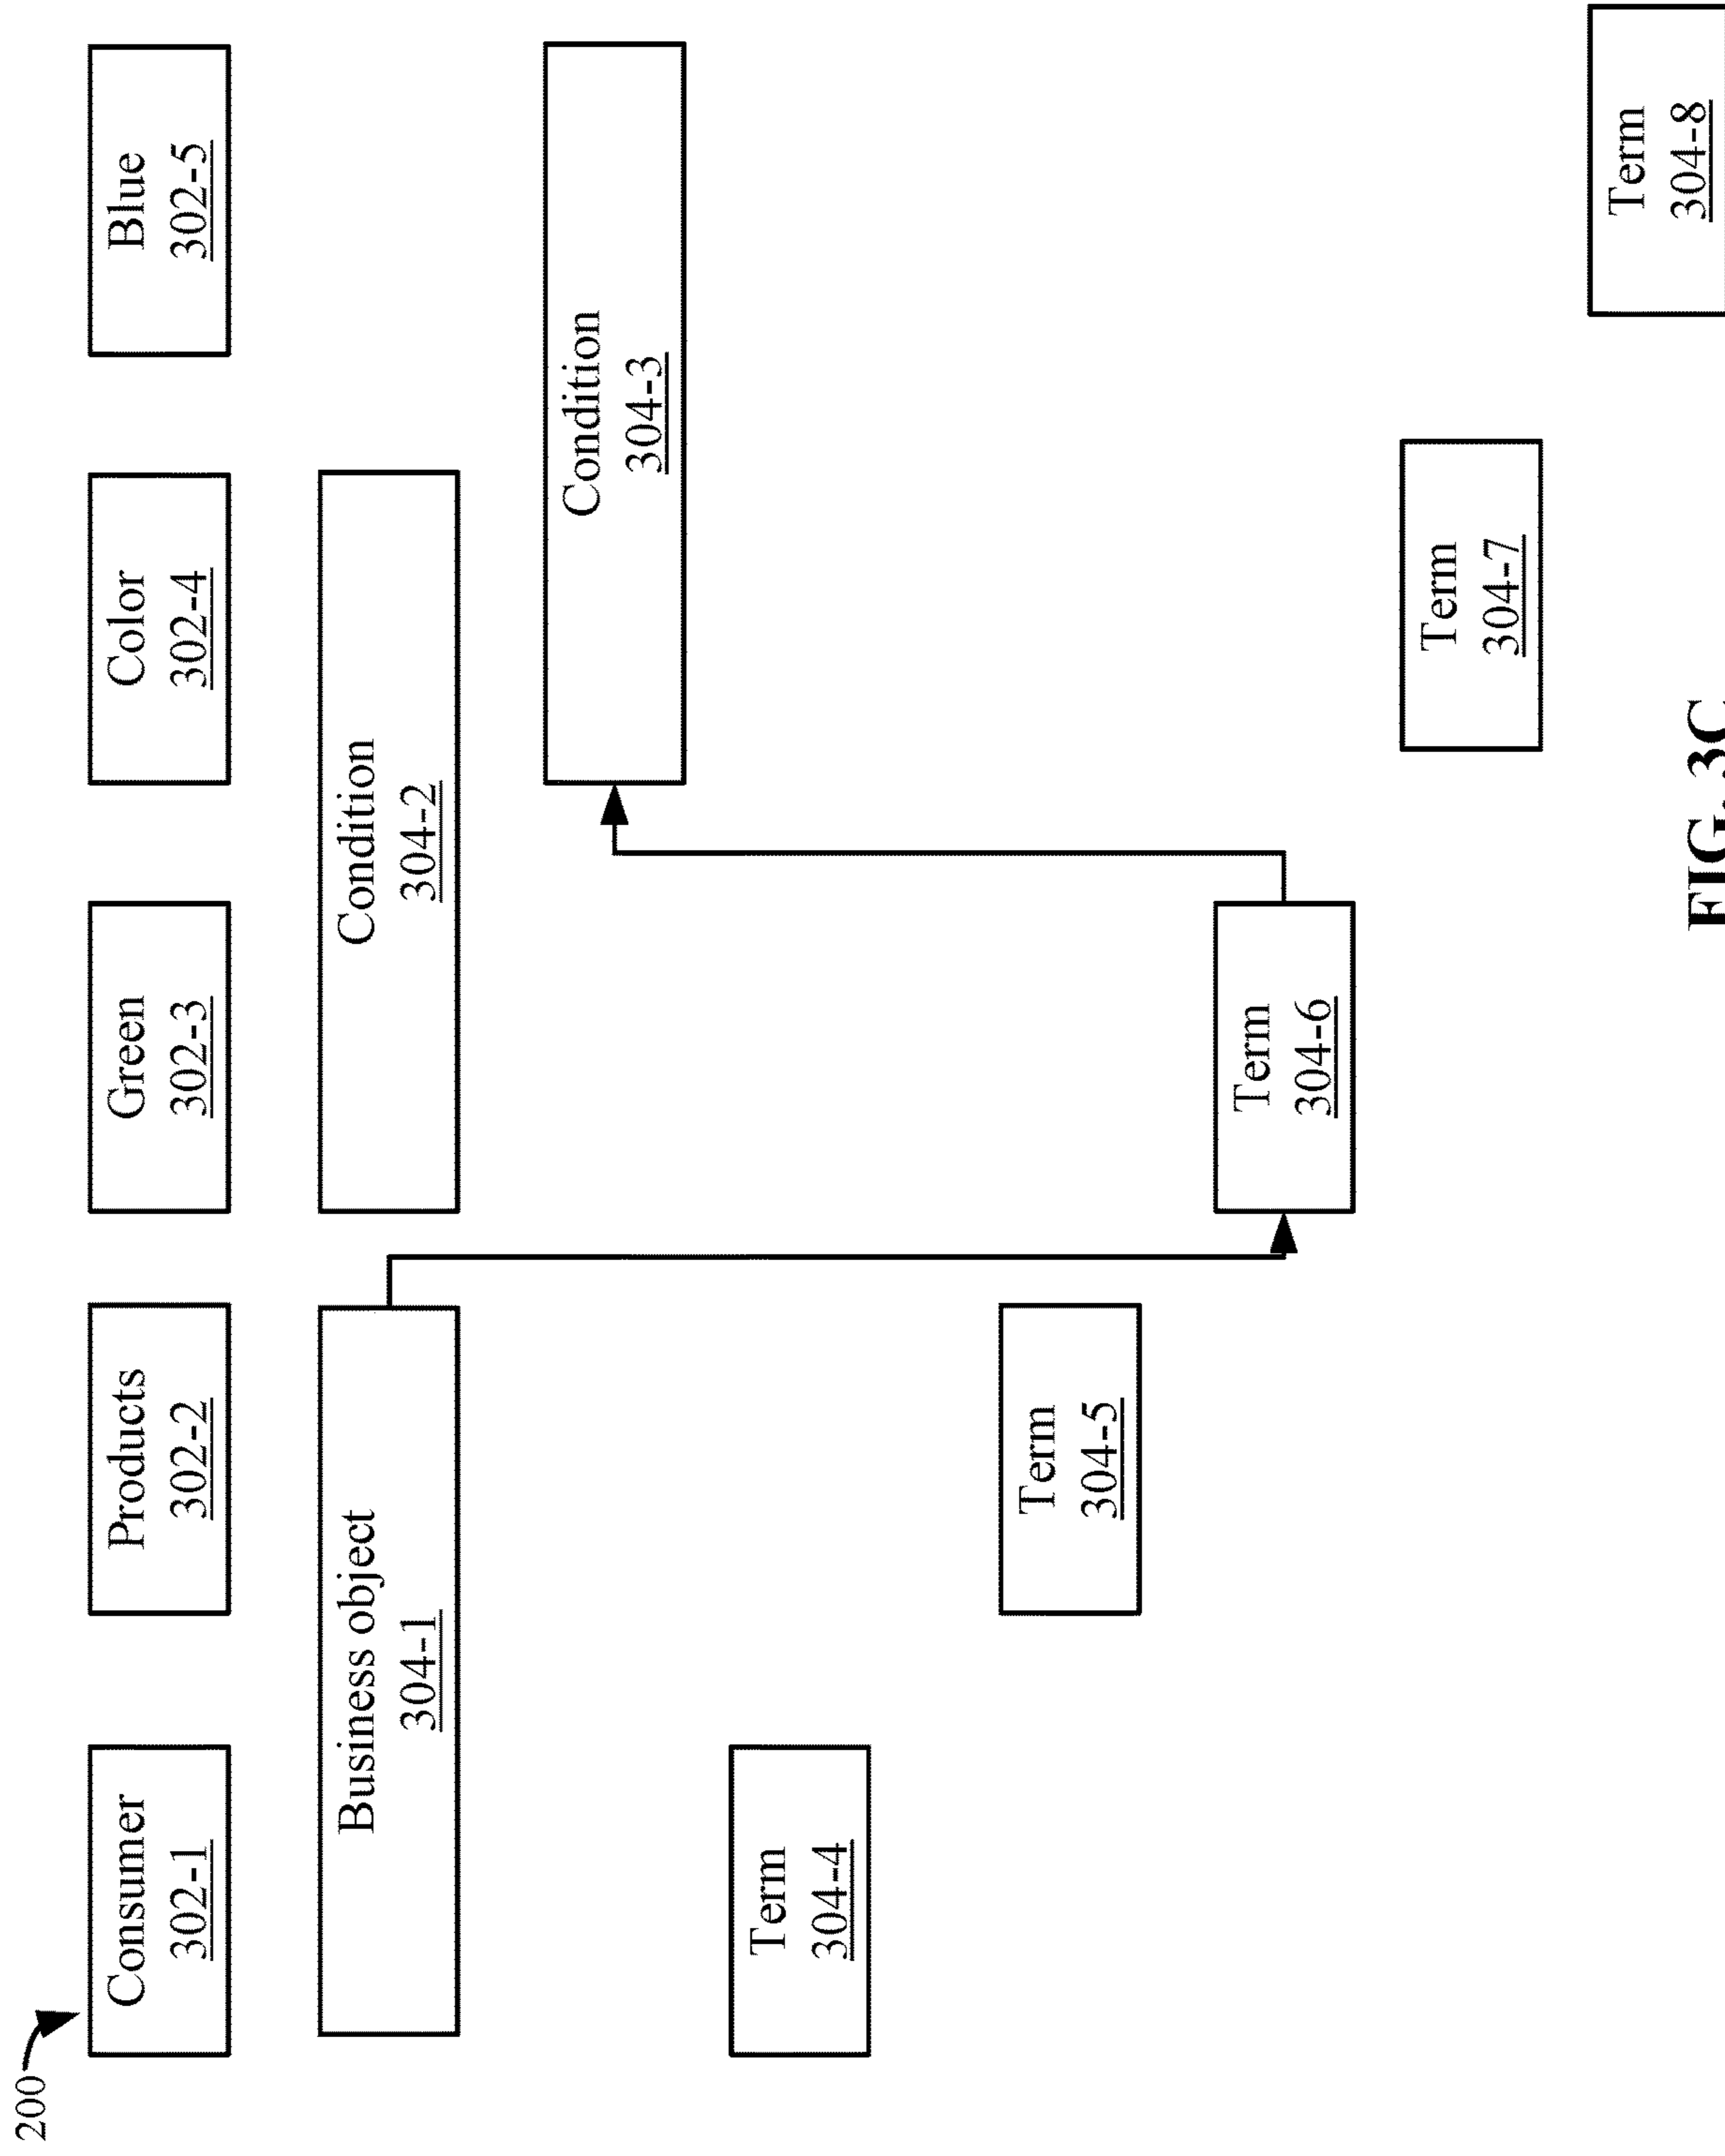 200
Consumer
302-1
Products
302-2
Green
302-3
Color
302-4
Blue
302-5
Business object
304-1
Condition
304-2
Condition
304-3
Term
304-4
Term
304-5
Term
304-6
Term
304-7
Term
304-8
FIG. 3C